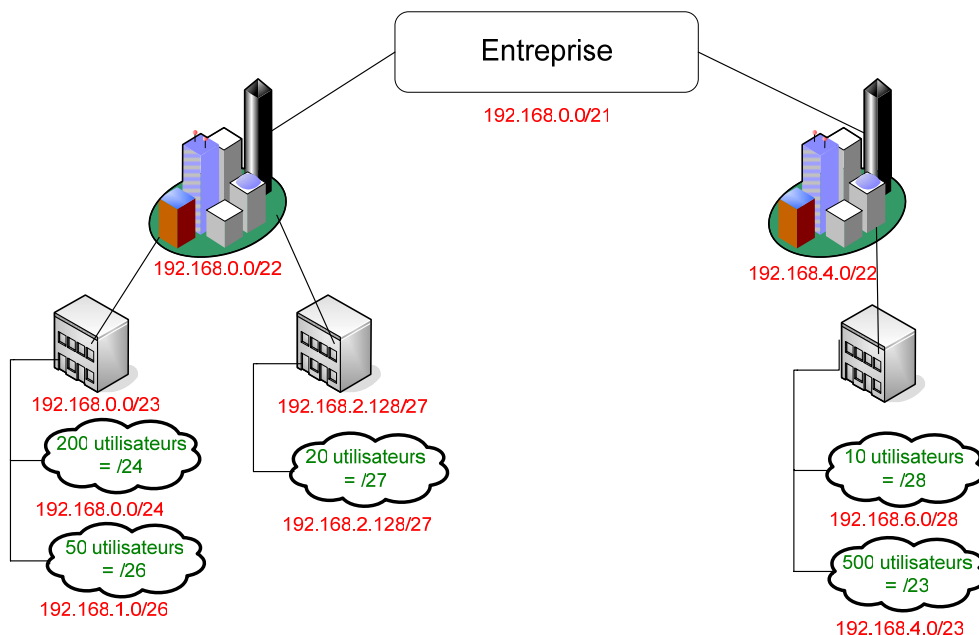 Entreprise
192.168.0.0/21
192.168.0.0/22
192.168.4.0/22
192.168.0.0/23
200 utilisateurs
= /24
192.168.0.0/24
50 utilisateurs
= /26
192.168.1.0/26
192.168.2.128/27
20 utilisateurs
= /27
192.168.2.128/27
10 utilisateurs
= /28
192.168.6.0/28
500 utilisateurs
= /23
192.168.4.0/23